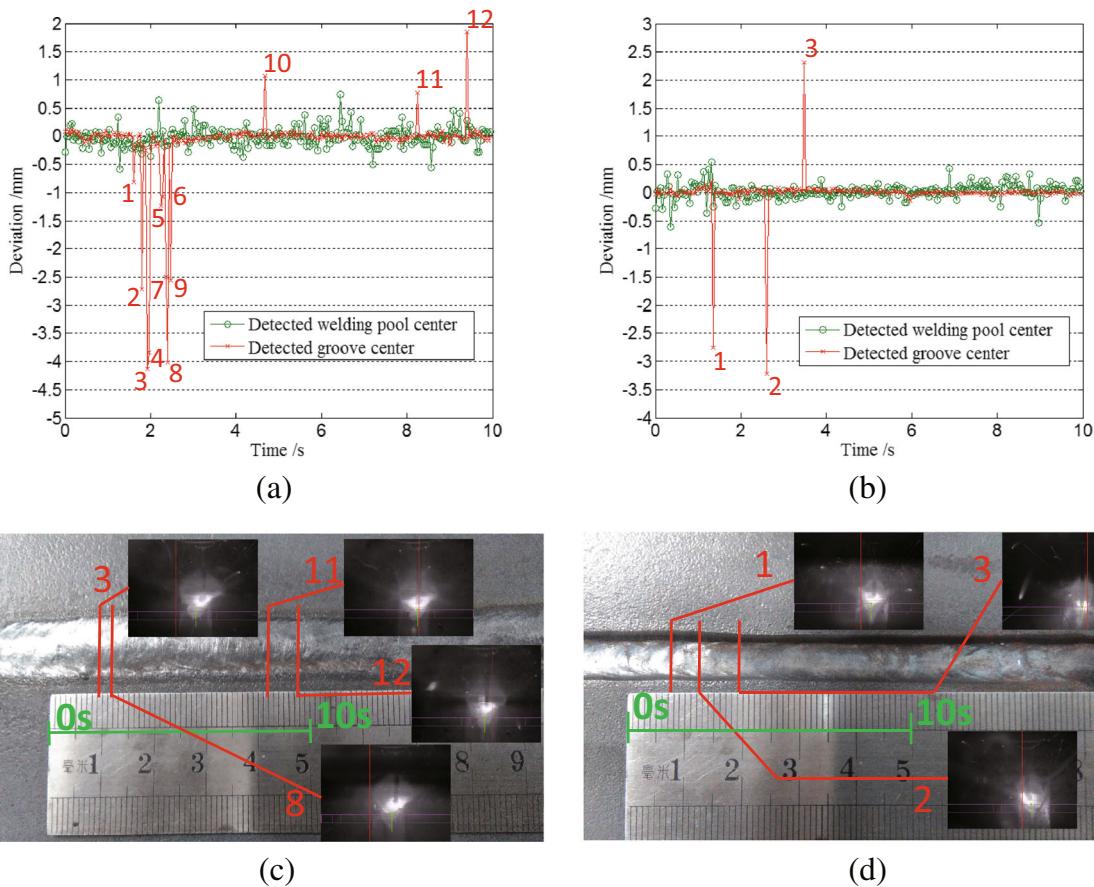 2
1.5
1
0.5
0
-0.5
-1
-1.5
-2
-2.5
-3
-3.5
-4
-4.5
-5
Deviation /mm
0 2 4 6 8 10
Time /s
1
2
3
4
5
6
7
8
9
10
11
12
Detected welding pool center
Detected groove center
(a)
3
2.5
2
1.5
1
0.5
0
-0.5
-1
-1.5
-2
-2.5
-3
-3.5
-4
Deviation /mm
0 2 4 6 8 10
Time /s
1
2
3
Detected welding pool center
Detected groove center
(b)
3
11
12
0s 10s
毫米 1 2 3 4 5 8 9
8
(c)
1
3
0s 10s
毫米 1 2 3 4 5 8
2
(d)